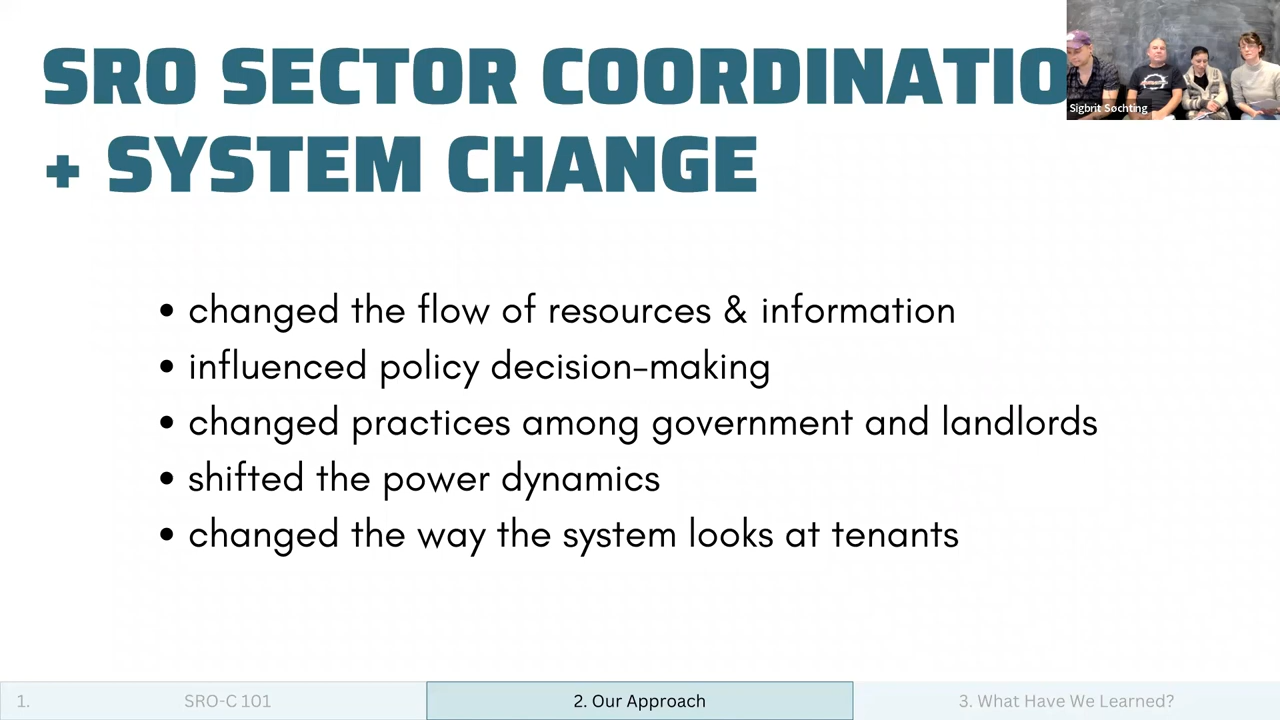 SRO SECTOR COORDINATIO
+ SYSTEM CHANGE
Sigbrit Søchting
• changed the flow of resources & information
• influenced policy decision-making
• changed practices among government and landlords
• shifted the power dynamics
• changed the way the system looks at tenants
1. SRO-C 101
2. Our Approach
3. What Have We Learned?